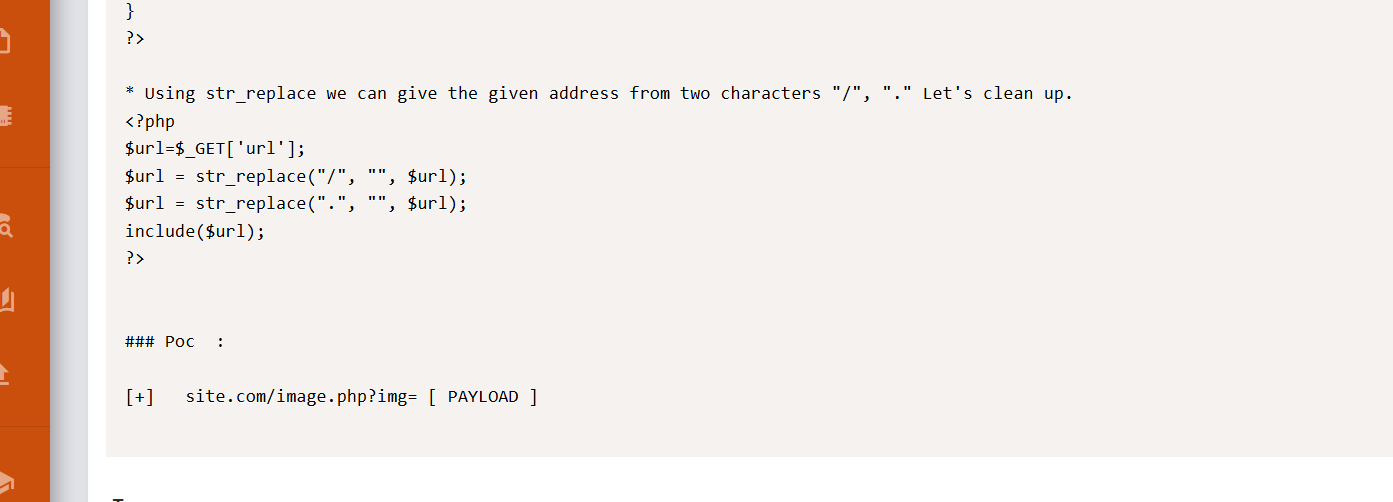 }
?>
* Using str_replace we can give the given address from two characters "/", "." Let's clean up.
<?php
$url=$_GET['url'];
$url = str_replace("/", "", $url);
$url = str_replace(".", "", $url);
include($url);
?>
### Poc  :
[+]   site.com/image.php?img= [ PAYLOAD ]